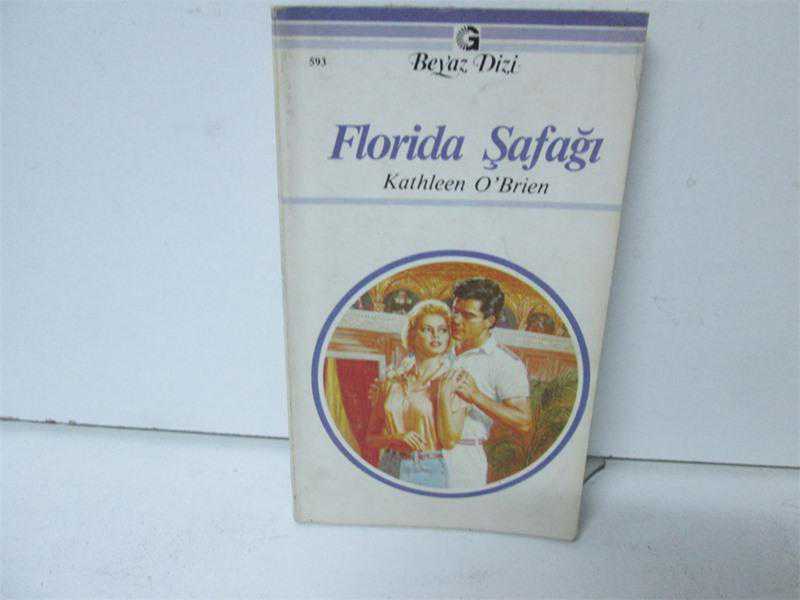 G
593
Beyaz Dizi
Florida Şafağı
Kathleen O'Brien